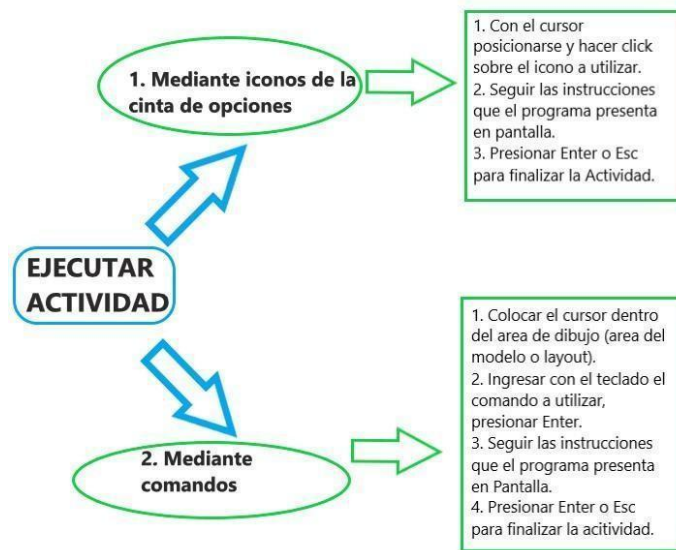 EJECUTAR
ACTIVIDAD
1. Mediante iconos de la
cinta de opciones
1. Con el cursor
posicionarse y hacer click
sobre el icono a utilizar.
2. Seguir las instrucciones
que el programa presenta
en pantalla.
3. Presionar Enter o Esc
para finalizar la Actividad.
2. Mediante
comandos
1. Colocar el cursor dentro
del area de dibujo (area del
modelo o layout).
2. Ingresar con el teclado el
comando a utilizar,
presionar Enter.
3. Seguir las instrucciones
que el programa presenta
en Pantalla.
4. Presionar Enter o Esc
para finalizar la acitividad.